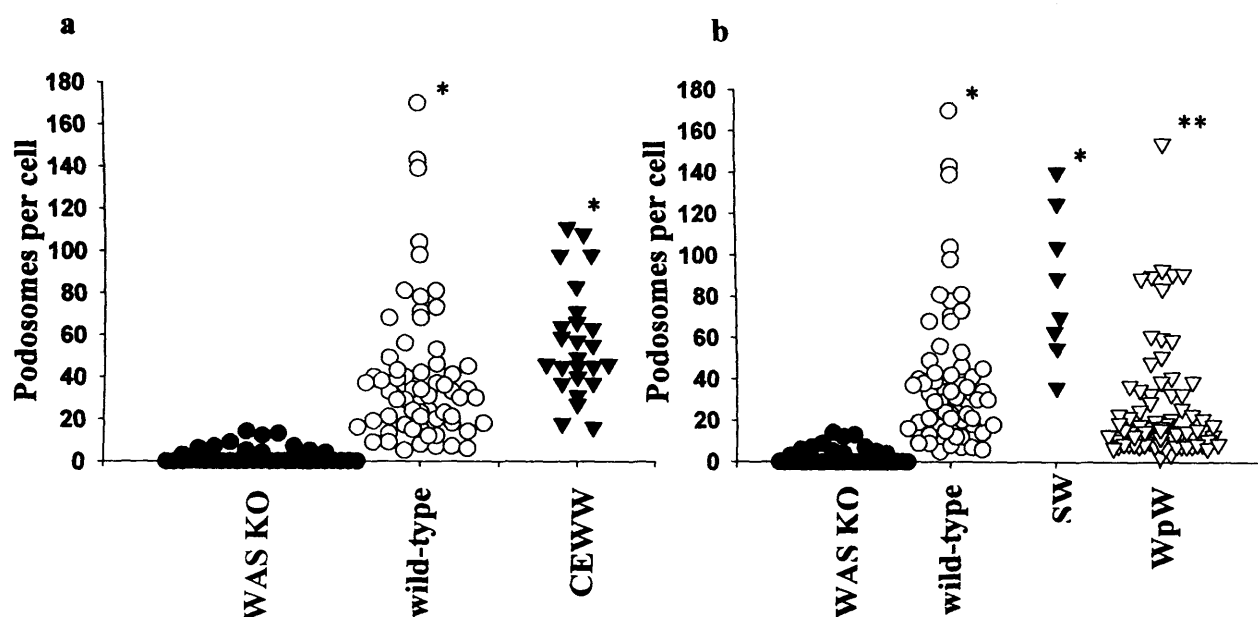 a
b
Podosomes per cell
180
160
140
120
100
80
60
40
20
0
*
*
WAS KO
wild-type
CEWW
Podosomes per cell
180
160
140
120
100
80
60
40
20
0
*
*
**
WAS KO
wild-type
SW
WpW